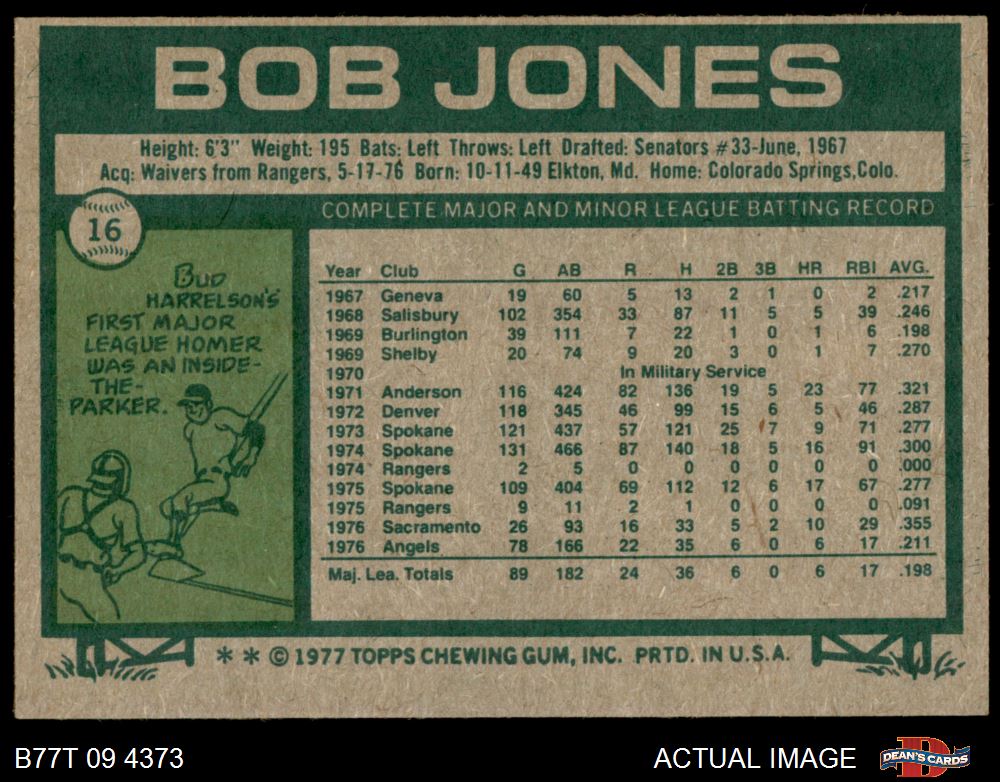 BOB JONES
Height: 6'3" Weight: 195 Bats: Left Throws: Left Drafted: Senators #33-June, 1967
Acq: Waivers from Rangers, 5-17-76 Born: 10-11-49 Elkton, Md. Home: Colorado Springs,Colo.
16
BUD
HARRELSON'S
FIRST MAJOR
LEAGUE HOMER
WAS AN INSIDE-
THE-
PARKER.
COMPLETE MAJOR AND MINOR LEAGUE BATTING RECORD
Year Club G AB R H 2B 3B HR RBI AVG.
1967 Geneva 19 60 5 13 2 1 0 2 .217
1968 Salisbury 102 354 33 87 11 5 5 39 .246
1969 Burlington 39 111 7 22 1 0 1 6 .198
1969 Shelby 20 74 9 20 3 0 1 7 .270
1970 In Military Service
1971 Anderson 116 424 82 136 19 5 23 77 .321
1972 Denver 118 345 46 99 15 6 5 46 .287
1973 Spokane 121 437 57 121 25 7 9 71 .277
1974 Spokane 131 466 87 140 18 5 16 91 .300
1974 Rangers 2 5 0 0 0 0 0 0 .000
1975 Spokane 109 404 69 112 12 6 17 67 .277
1975 Rangers 9 11 2 1 0 0 0 0 .091
1976 Sacramento 26 93 16 33 5 2 10 29 .355
1976 Angels 78 166 22 35 6 0 6 17 .211
Maj. Lea. Totals 89 182 24 36 6 0 6 17 .198
* * © 1977 TOPPS CHEWING GUM, INC. PRTD. IN U.S.A.
B77T 09 4373
ACTUAL IMAGE
D
DEAN'S CARDS